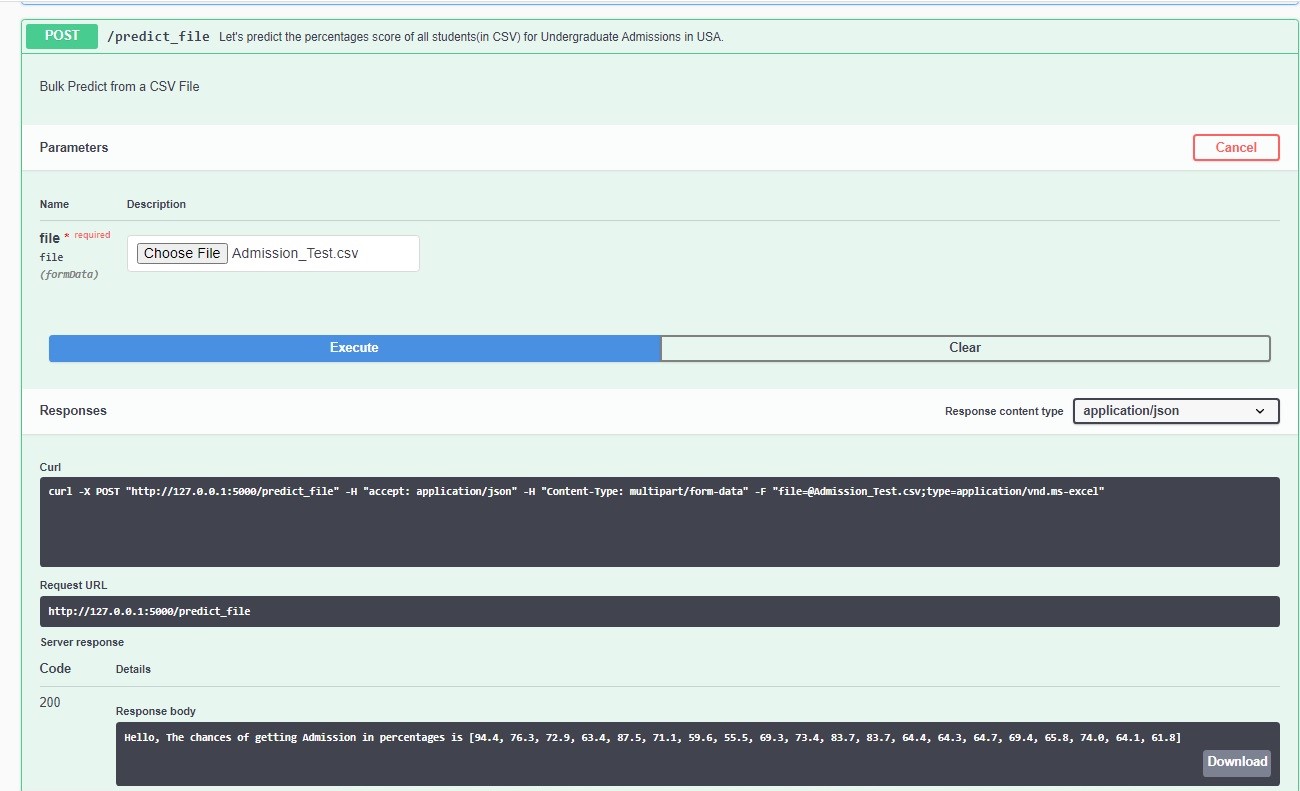 POST /predict_file Let's predict the percentages score of all students(in CSV) for Undergraduate Admissions in USA.
Bulk Predict from a CSV File
Parameters Cancel
Name Description
file * required
file
(formData)
Choose File Admission_Test.csv
Execute Clear
Responses Response content type application/json
Curl
curl -X POST "http://127.0.0.1:5000/predict_file" -H "accept: application/json" -H "Content-Type: multipart/form-data" -F "file=@Admission_Test.csv;type=application/vnd.ms-excel"
Request URL
http://127.0.0.1:5000/predict_file
Server response
Code Details
200
Response body
Hello, The chances of getting Admission in percentages is [94.4, 76.3, 72.9, 63.4, 87.5, 71.1, 59.6, 55.5, 69.3, 73.4, 83.7, 83.7, 64.4, 64.3, 64.7, 69.4, 65.8, 74.0, 64.1, 61.8]
Download